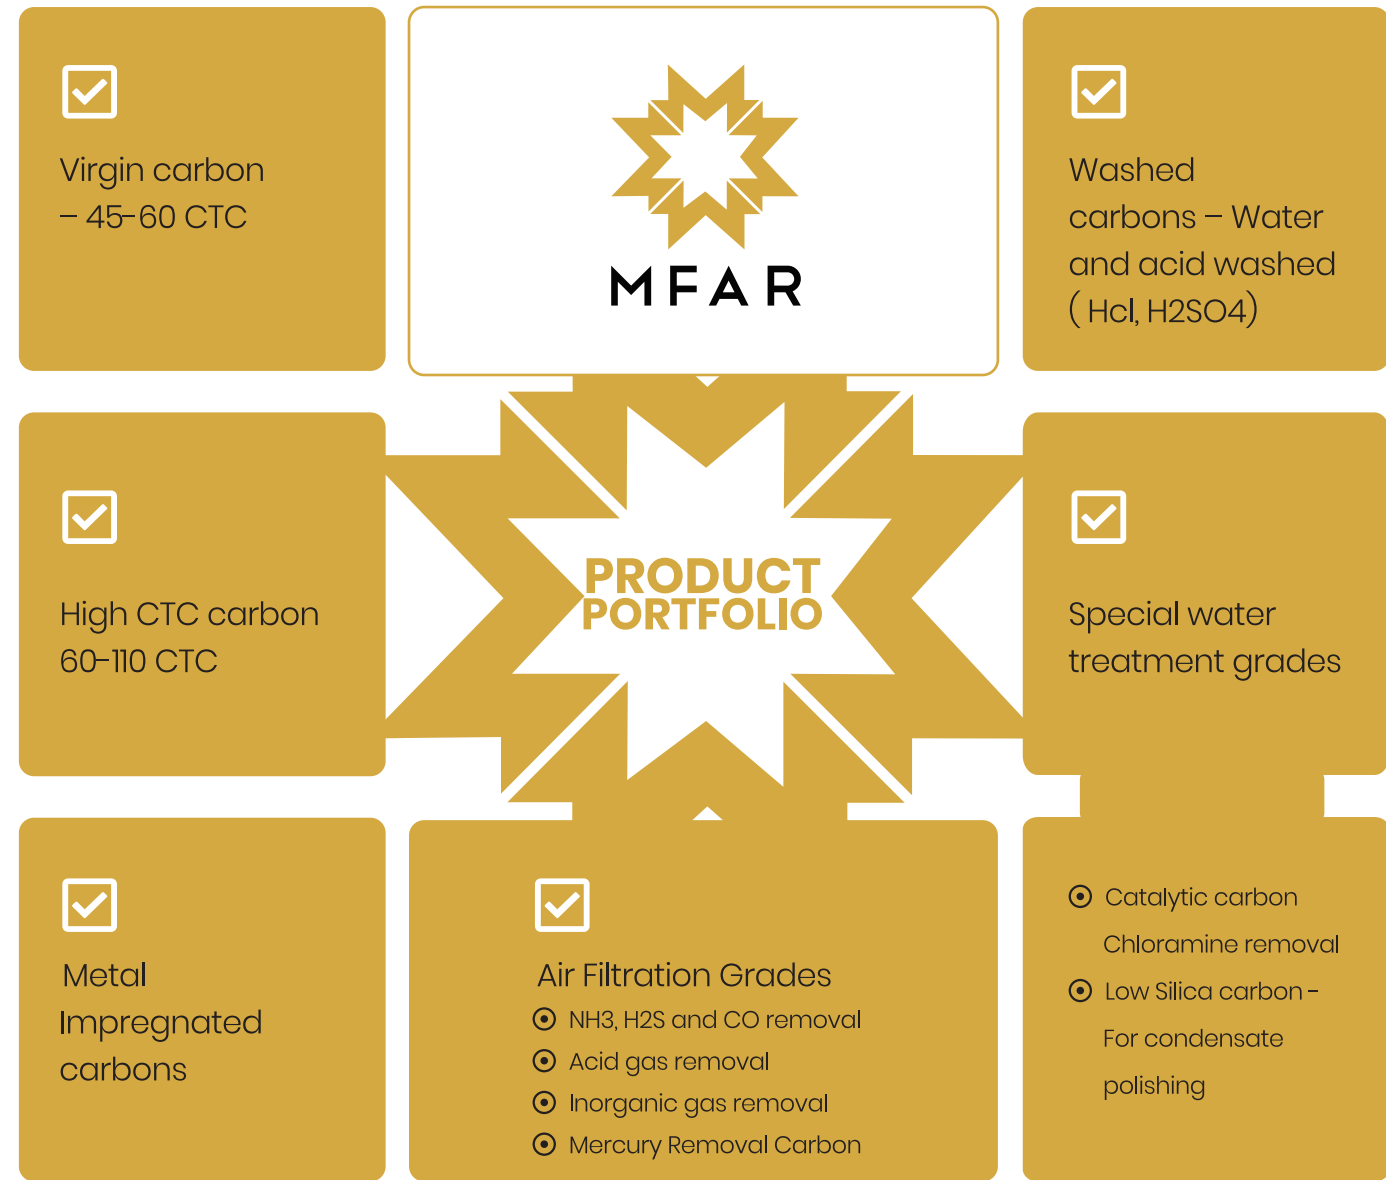 Virgin carbon
– 45-60 CTC
MFAR
Washed
carbons – Water
and acid washed
( Hcl, H2SO4)
High CTC carbon
60-110 CTC
PRODUCT
PORTFOLIO
Special water
treatment grades
Metal
Impregnated
carbons
Air Filtration Grades
NH3, H2S and CO removal
Acid gas removal
Inorganic gas removal
Mercury Removal Carbon
Catalytic carbon
Chloramine removal
Low Silica carbon -
For condensate
polishing